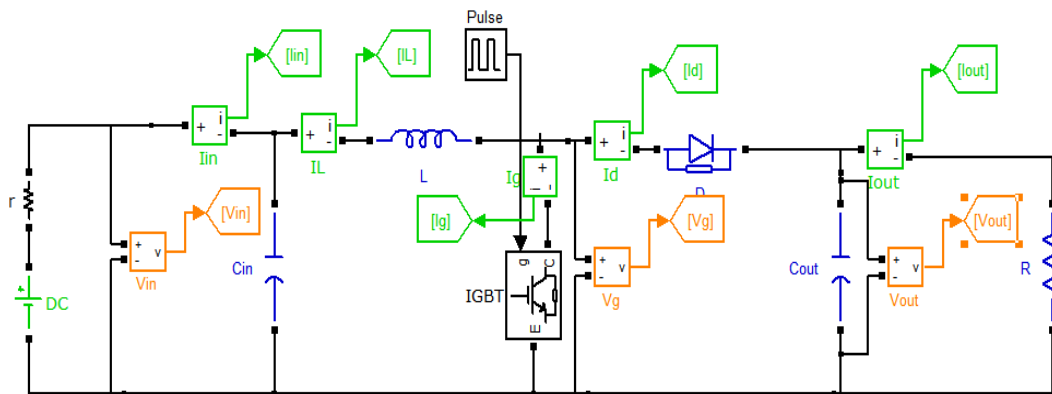 Pulse
[Iin]
[IL]
[Id]
[Iout]
+ i -
Iin
+ i -
IL
L
+ i -
Id
D
+ i -
Iout
r
+
DC
[Vin]
+ - v
Vin
Cin
Ig
+ i -
[Ig]
g C
E
IGBT
[Vg]
+ - v
Vg
Cout
[Vout]
+ - v
Vout
R